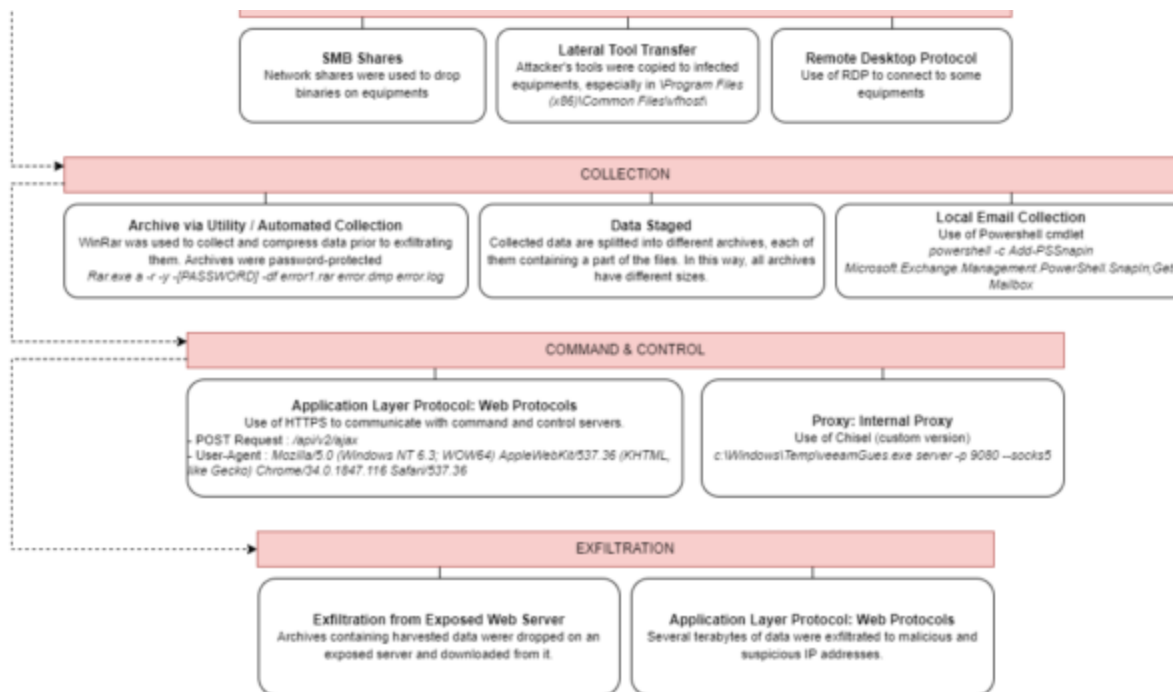 SMB Shares
Network shares were used to drop
binaries on equipments
Lateral Tool Transfer
Attacker's tools were copied to infected
equipments, especially in \Program Files
(x86)\Common Files\vfhost\
Remote Desktop Protocol
Use of RDP to connect to some
equipments
COLLECTION
Archive via Utility / Automated Collection
WinRar was used to collect and compress data prior to exfiltrating
them. Archives were password-protected
Rar.exe a -r -y -[PASSWORD] -df error1.rar error.dmp error.log
Data Staged
Collected data are splitted into different archives, each of
them containing a part of the files. In this way, all archives
have different sizes.
Local Email Collection
Use of Powershell cmdlet
powershell -c Add-PSSnapin
Microsoft.Exchange.Management.PowerShell.SnapIn;Get
Mailbox
COMMAND & CONTROL
Application Layer Protocol: Web Protocols
Use of HTTPS to communicate with command and control servers.
- POST Request : /api/v2/ajax
- User-Agent : Mozilla/5.0 (Windows NT 6.3; WOW64) AppleWebKit/537.36 (KHTML,
like Gecko) Chrome/34.0.1847.116 Safari/537.36
Proxy: Internal Proxy
Use of Chisel (custom version)
c:\Windows\Temp\veeamGues.exe server -p 9080 --socks5
EXFILTRATION
Exfiltration from Exposed Web Server
Archives containing harvested data werer dropped on an
exposed server and downloaded from it.
Application Layer Protocol: Web Protocols
Several terabytes of data were exfiltrated to malicious and
suspicious IP addresses.